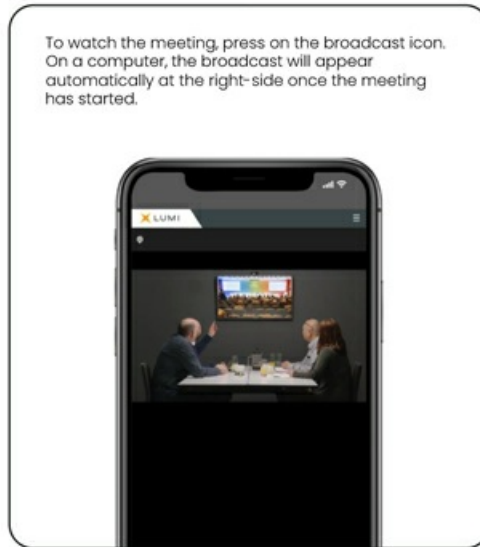 To watch the meeting, press on the broadcast icon.
On a computer, the broadcast will appear
automatically at the right-side once the meeting
has started.
LUMI